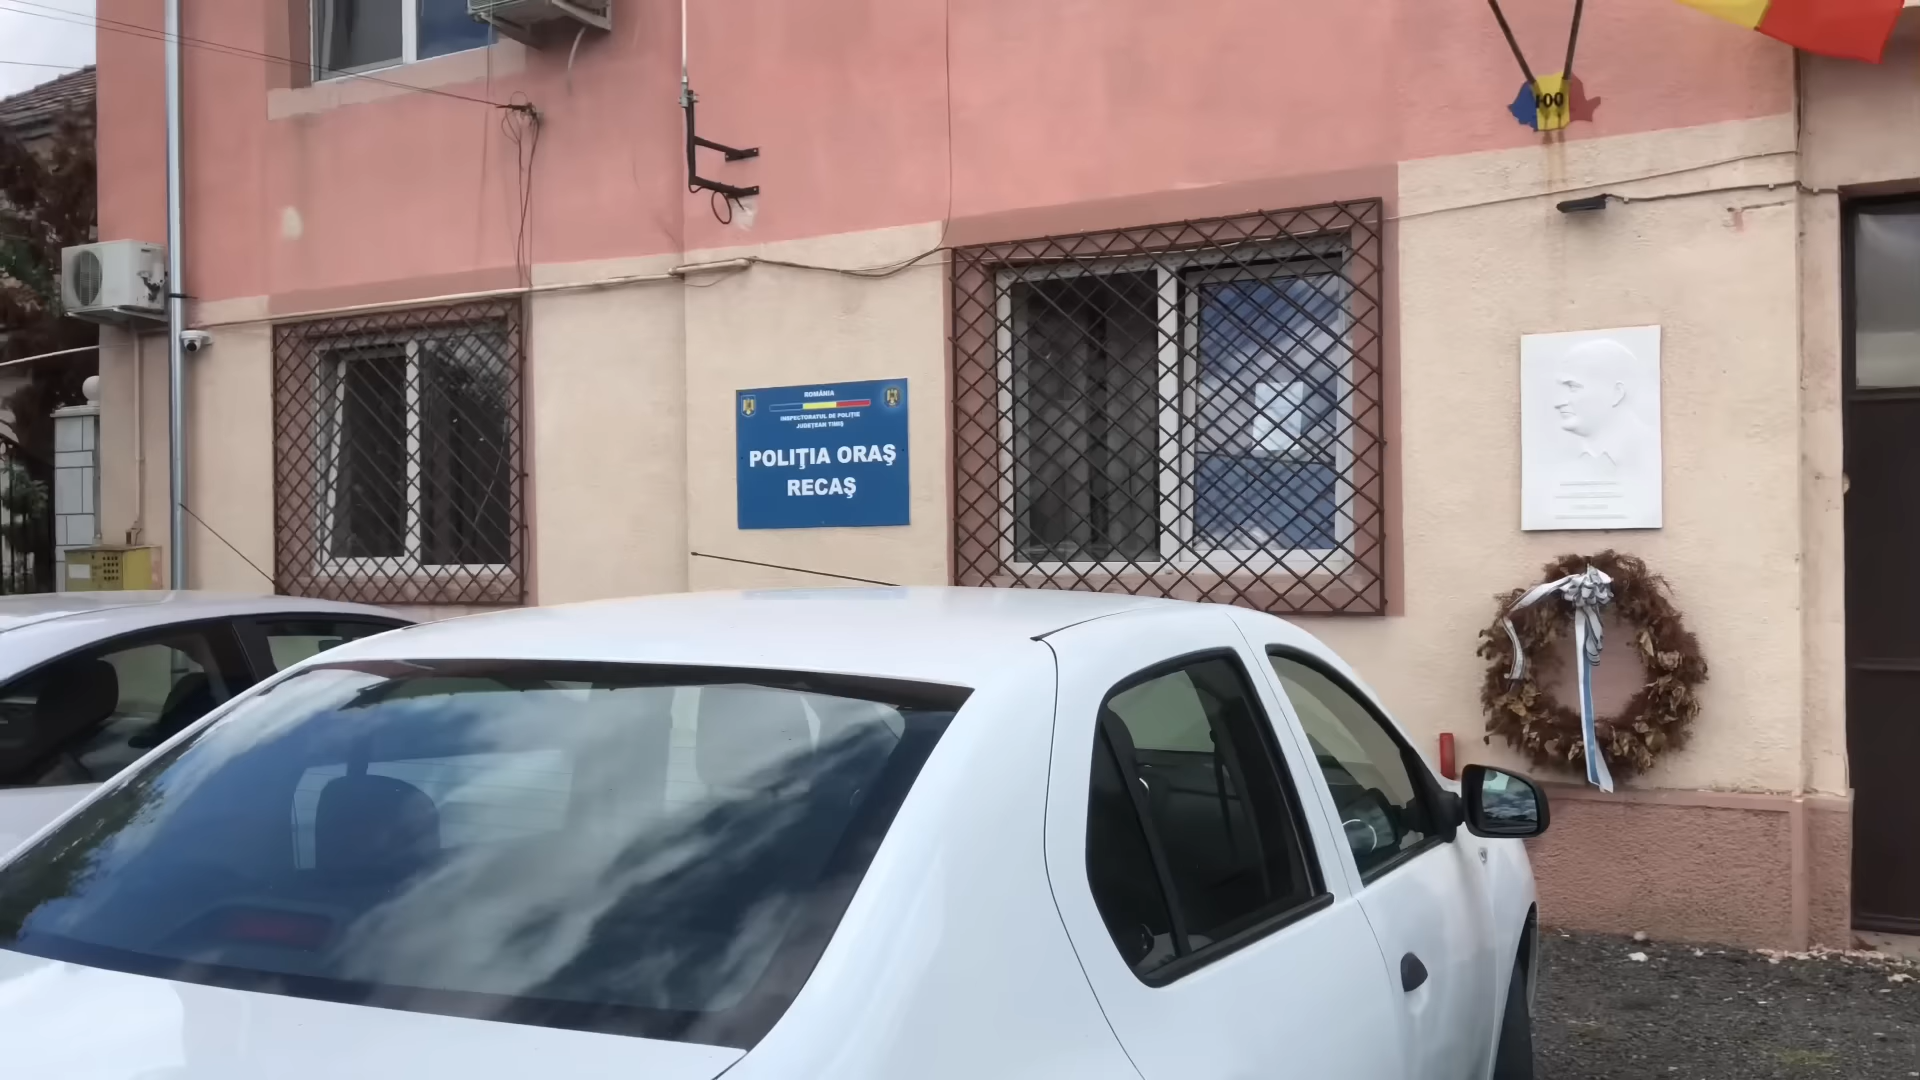 100
ROMÂNIA
INSPECTORATUL DE POLIŢIE
JUDEŢEAN TIMIŞ
POLIŢIA ORAŞ
RECAŞ